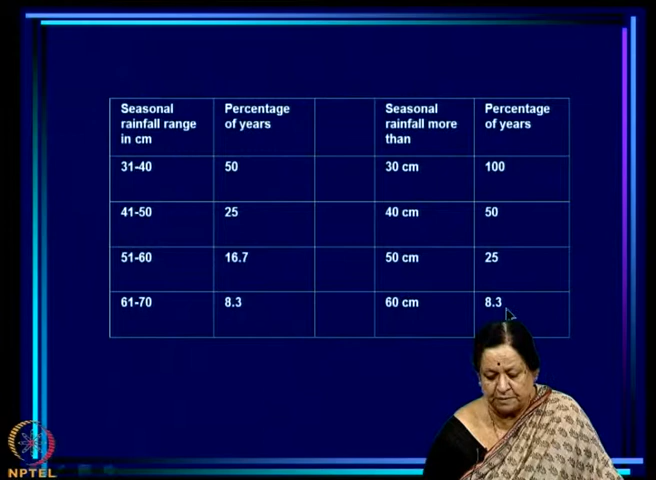 Seasonal rainfall range in cm | Percentage of years | | Seasonal rainfall more than | Percentage of years
31-40 | 50 | | 30 cm | 100
41-50 | 25 | | 40 cm | 50
51-60 | 16.7 | | 50 cm | 25
61-70 | 8.3 | | 60 cm | 8.3
NPTEL